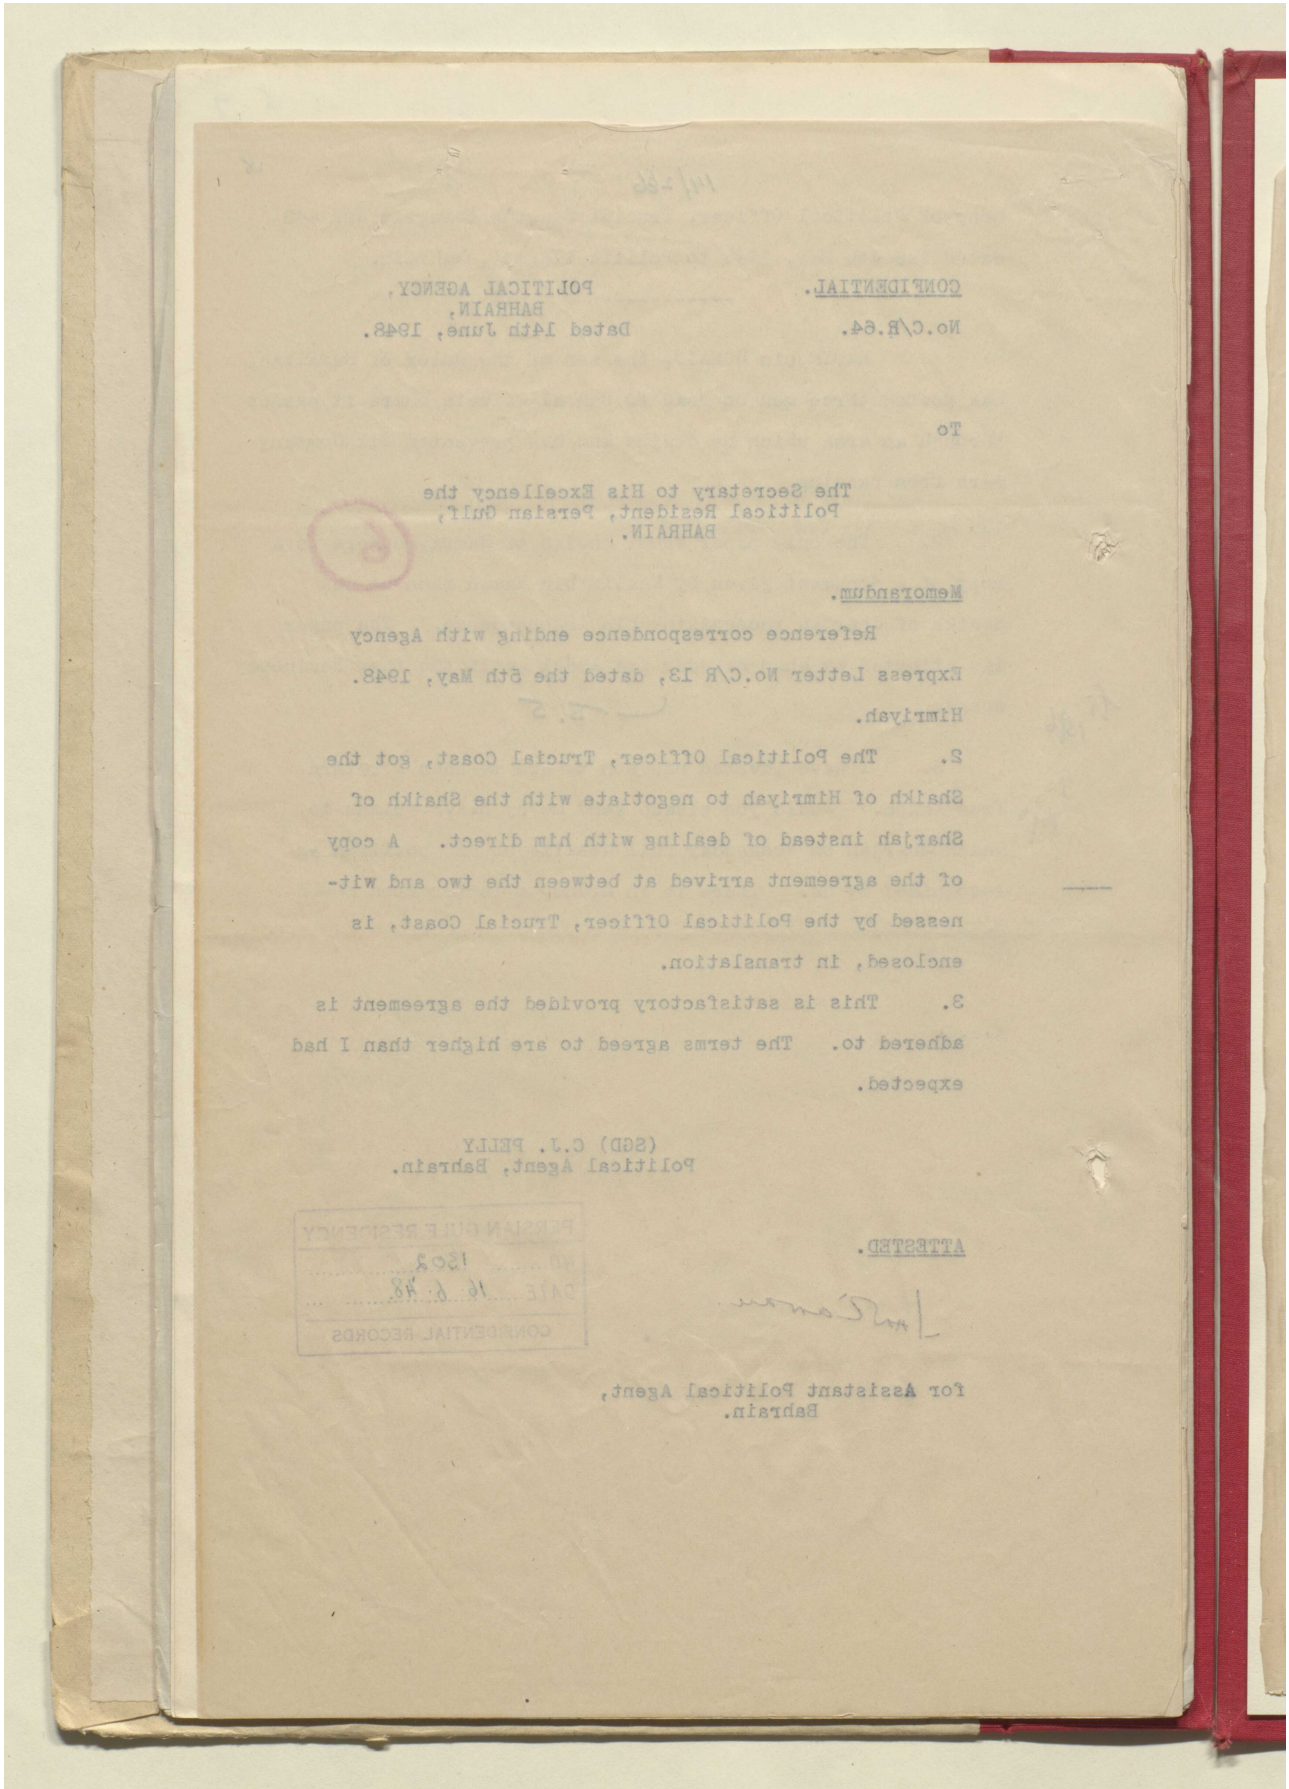 14/266
CONFIDENTIAL.
POLITICAL AGENCY,
BAHRAIN,
No.C/R.64.
Dated 14th June, 1948.
To
The Secretary to His Excellency the
Political Resident, Persian Gulf,
BAHRAIN.
6
Memorandum.
Reference correspondence ending with Agency
Express Letter No.C/R 13, dated the 5th May, 1948.
Himriyah.
2. The Political Officer, Trucial Coast, got the
Shaikh of Himriyah to negotiate with the Shaikh of
Sharjah instead of dealing with him direct. A copy
of the agreement arrived at between the two and wit-
nessed by the Political Officer, Trucial Coast, is
enclosed, in translation.
3. This is satisfactory provided the agreement is
adhered to. The terms agreed to are higher than I had
expected.
(SGD) C.J. PELLY
Political Agent, Bahrain.
PERSIAN GULF RESIDENCY
NO. 1302
DATE 16.6.48.
CONFIDENTIAL RECORDS
ATTESTED.
for Assistant Political Agent,
Bahrain.